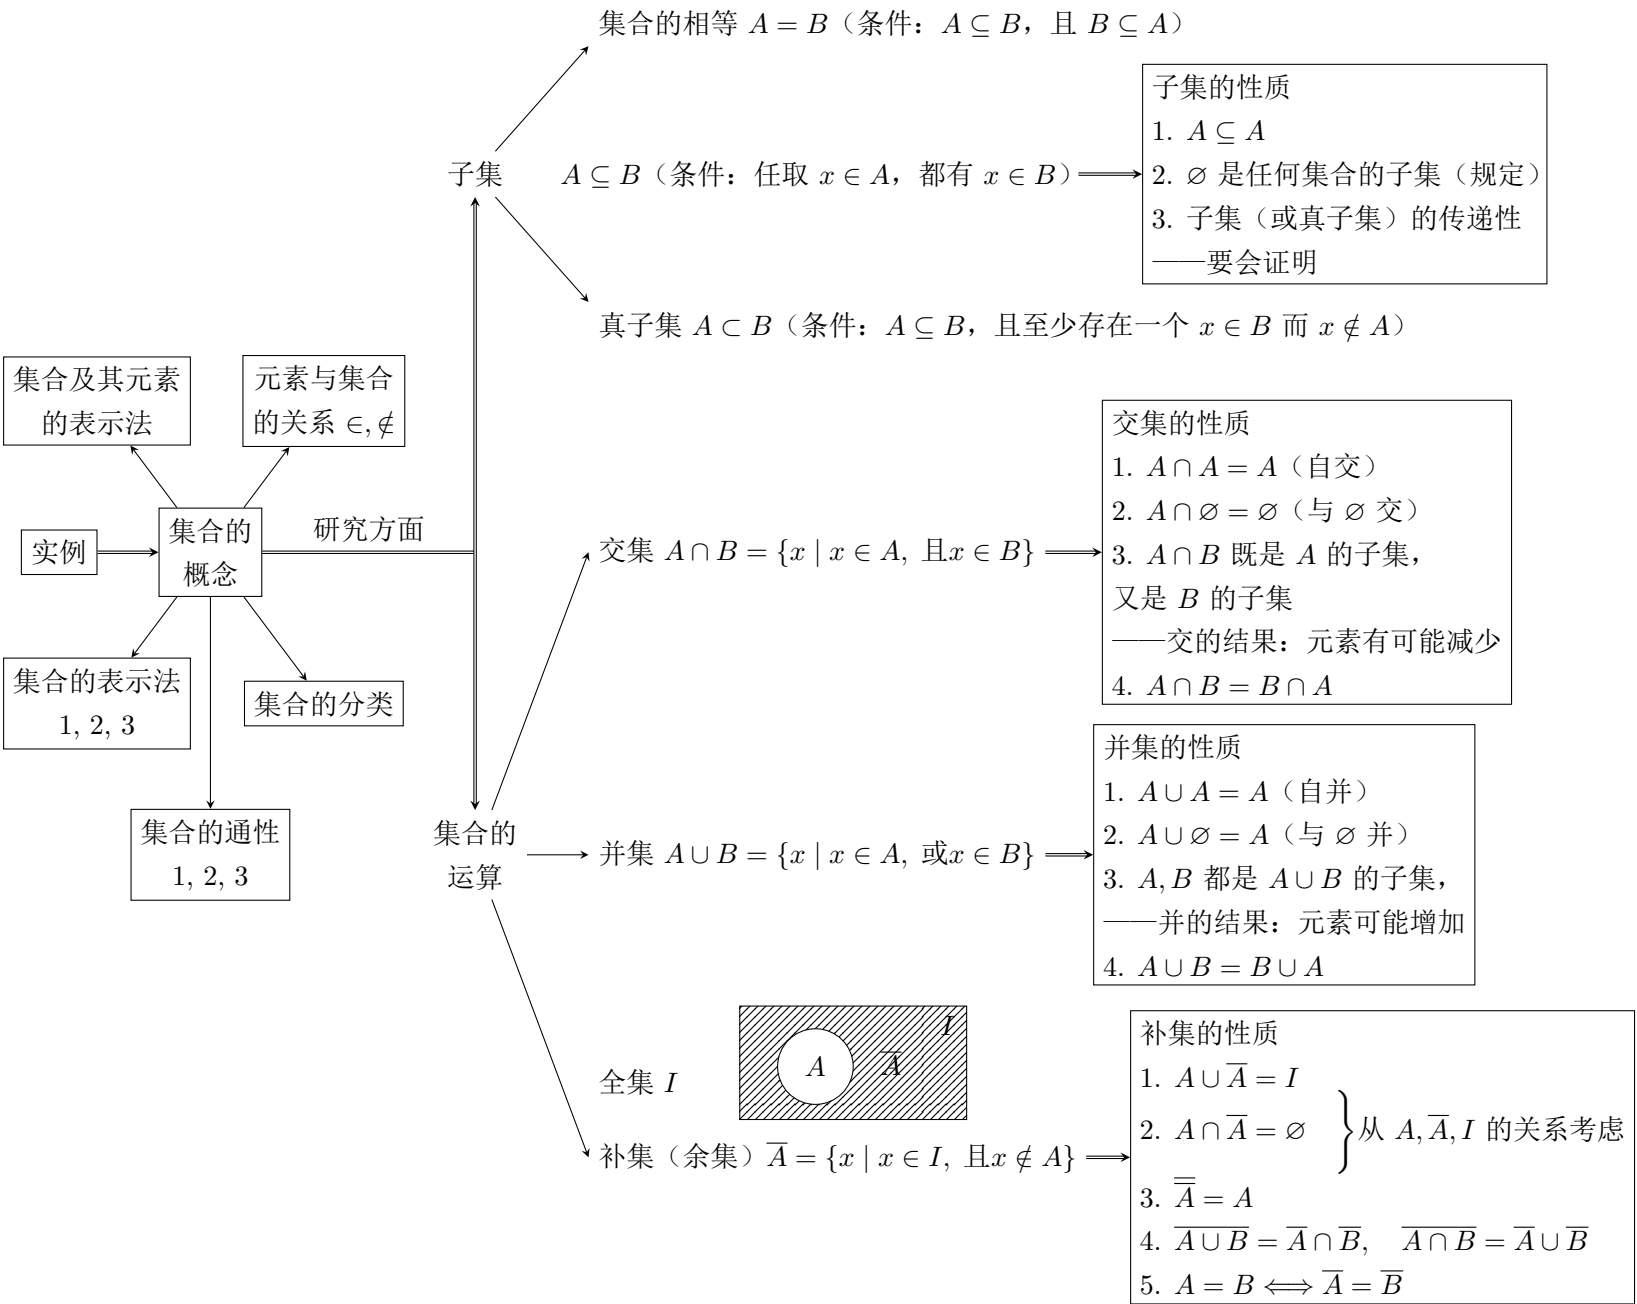 集合的相等 A = B（条件：A ⊆ B，且 B ⊆ A）
子集
A ⊆ B（条件：任取 x ∈ A，都有 x ∈ B）
子集的性质
1. A ⊆ A
2. ∅ 是任何集合的子集（规定）
3. 子集（或真子集）的传递性
——要会证明
真子集 A ⊂ B（条件：A ⊆ B，且至少存在一个 x ∈ B 而 x ∉ A）
集合及其元素
的表示法
元素与集合
的关系 ∈, ∉
实例
集合的
概念
研究方面
集合的表示法
1, 2, 3
集合的分类
集合的通性
1, 2, 3
集合的
运算
交集 A ∩ B = {x | x ∈ A, 且x ∈ B}
交集的性质
1. A ∩ A = A（自交）
2. A ∩ ∅ = ∅（与 ∅ 交）
3. A ∩ B 既是 A 的子集，
又是 B 的子集
——交的结果：元素有可能减少
4. A ∩ B = B ∩ A
并集 A ∪ B = {x | x ∈ A, 或x ∈ B}
并集的性质
1. A ∪ A = A（自并）
2. A ∪ ∅ = A（与 ∅ 并）
3. A, B 都是 A ∪ B 的子集，
——并的结果：元素可能增加
4. A ∪ B = B ∪ A
全集 I
I
A
A̅
补集（余集）A̅ = {x | x ∈ I, 且x ∉ A}
补集的性质
1. A ∪ A̅ = I
2. A ∩ A̅ = ∅
从 A, A̅, I 的关系考虑
3. A̿ = A
4. \overline{A ∪ B} = A̅ ∩ B̅, \overline{A ∩ B} = A̅ ∪ B̅
5. A = B ⟺ A̅ = B̅